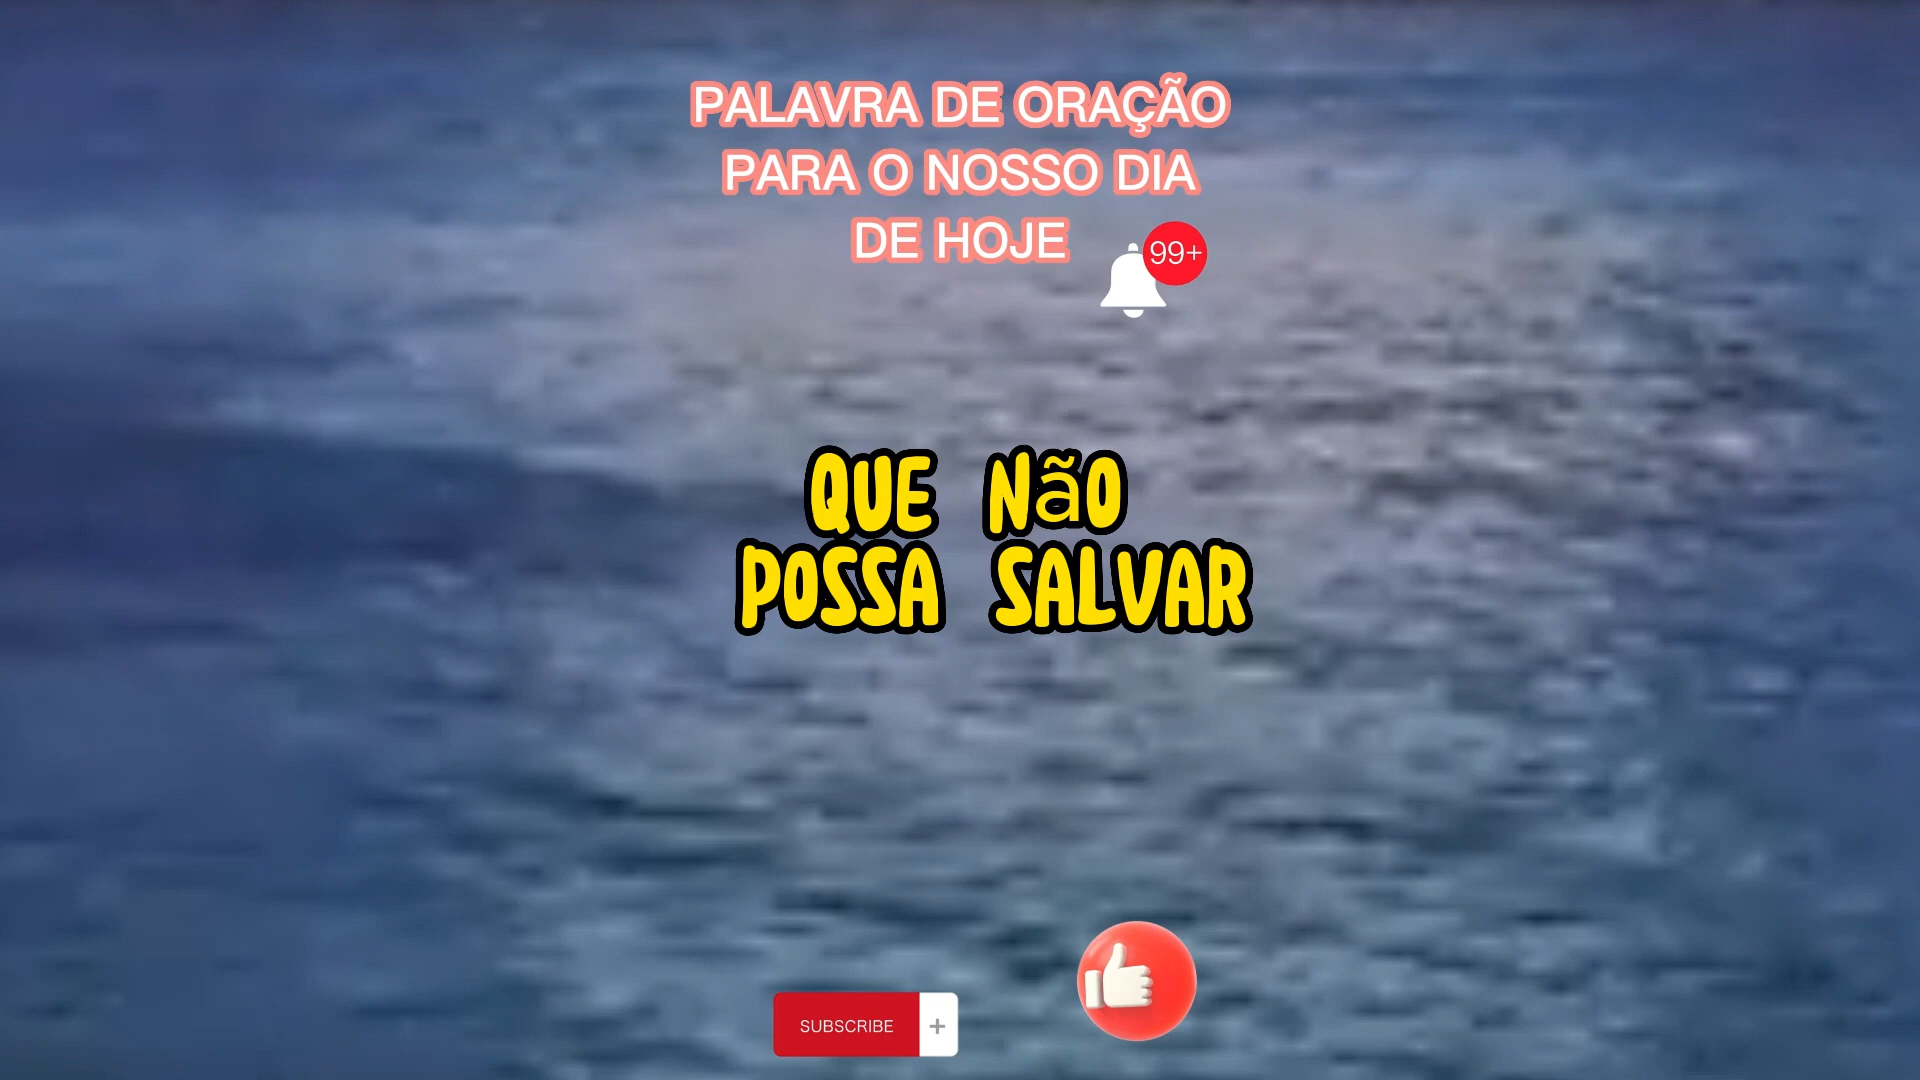 PALAVRA DE ORAÇÃO
PARA O NOSSO DIA
DE HOJE
99+
QUE NãO
POSSA SALVAR
SUBSCRIBE +